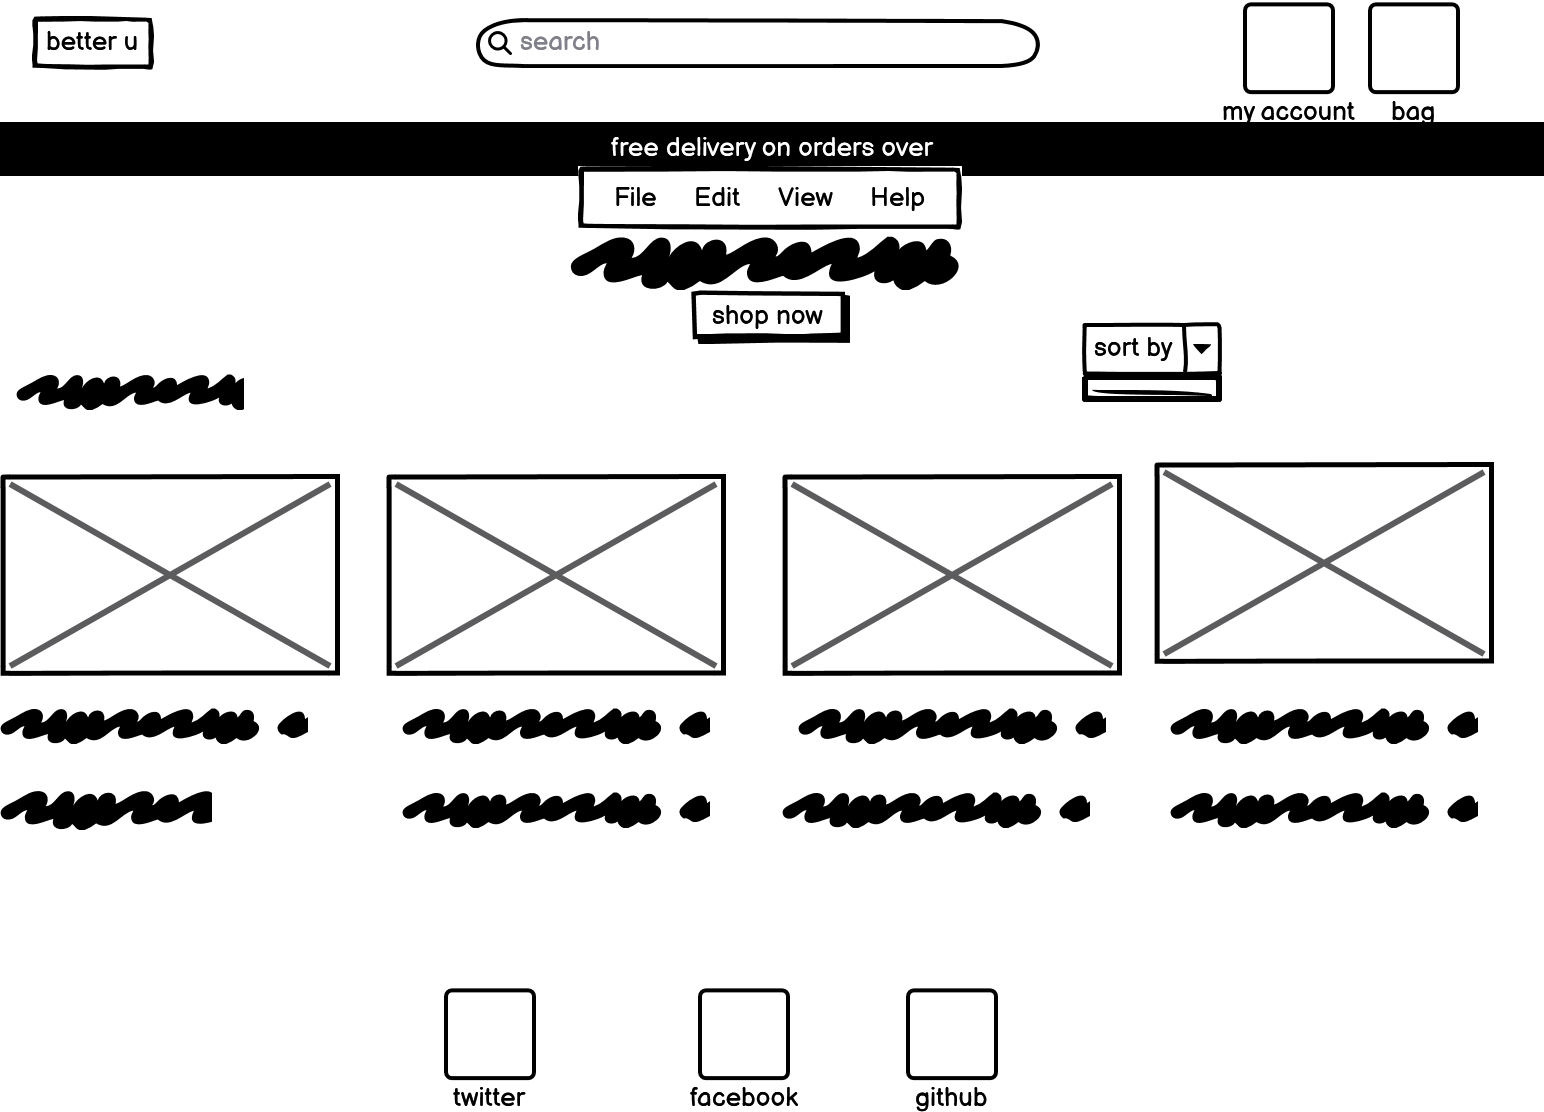 better u
search
my account bag
free delivery on orders over
File Edit View Help
shop now
sort by
twitter facebook github